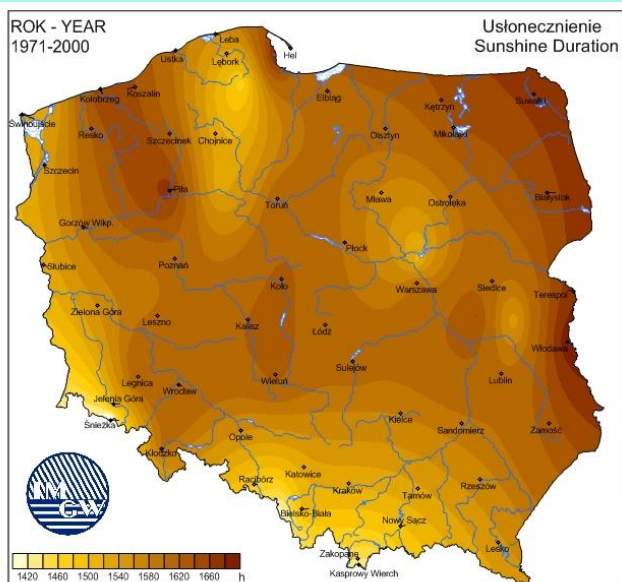 ROK - YEAR
1971-2000
Usłonecznienie
Sunshine Duration
Łeba
Ustka
Lębork
Hel
Koszalin
Kołobrzeg
Elbląg
Kętrzyn
Suwałki
Świnoujście
Resko
Szczecinek
Chojnice
Olsztyn
Mikołajki
Szczecin
Piła
Toruń
Mława
Ostrołęka
Białystok
Gorzów Wlkp.
Płock
Słubice
Poznań
Koło
Warszawa
Siedlce
Terespol
Zielona Góra
Leszno
Kalisz
Łódź
Włodawa
Sulejów
Legnica
Wrocław
Wieluń
Lublin
Jelenia Góra
Śnieżka
Kielce
Sandomierz
Zamość
Opole
Kłodzko
Katowice
Racibórz
Kraków
Tarnów
Rzeszów
Bielsko-Biała
Nowy Sącz
Zakopane
Lesko
Kasprowy Wierch
IMGW
1420 1460 1500 1540 1580 1620 1660 h